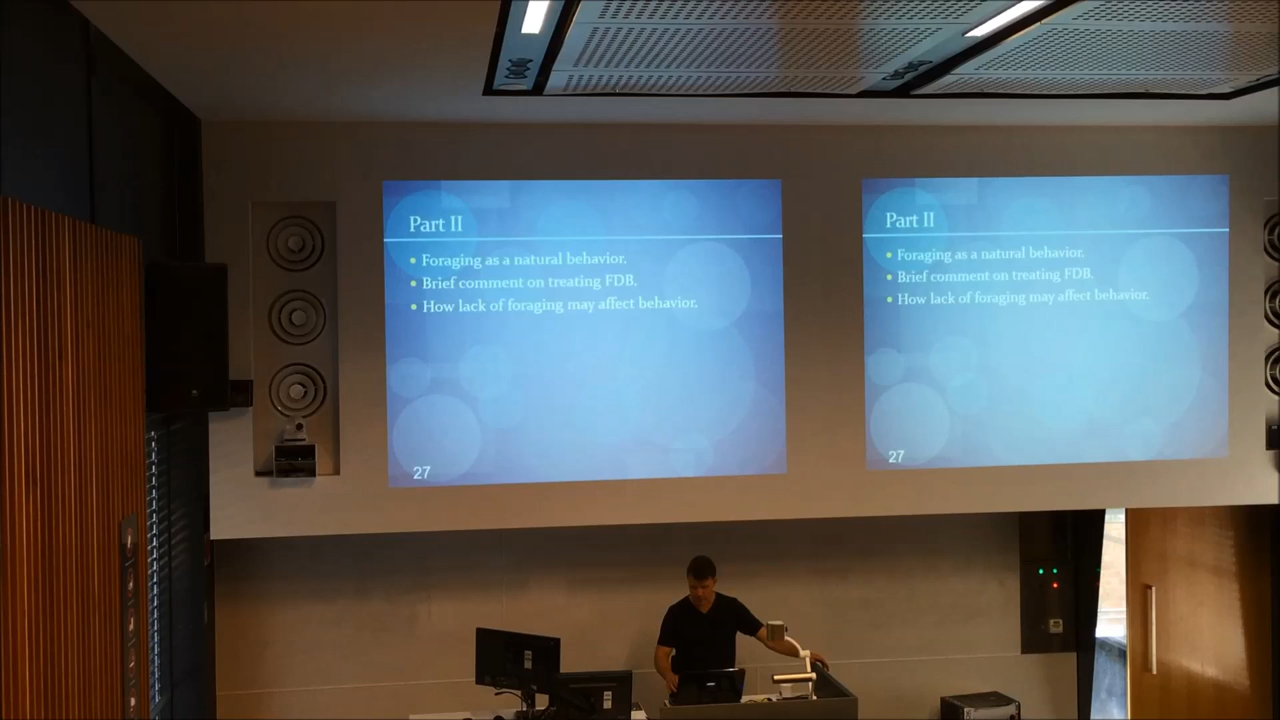 Part II
Foraging as a natural behavior.
Brief comment on treating FDB.
How lack of foraging may affect behavior.
27
Part II
Foraging as a natural behavior.
Brief comment on treating FDB.
How lack of foraging may affect behavior.
27